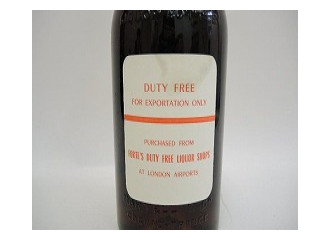 DUTY FREE
FOR EXPORTATION ONLY
PURCHASED FROM
FORTE'S DUTY FREE LIQUOR SHOPS
AT LONDON AIRPORTS